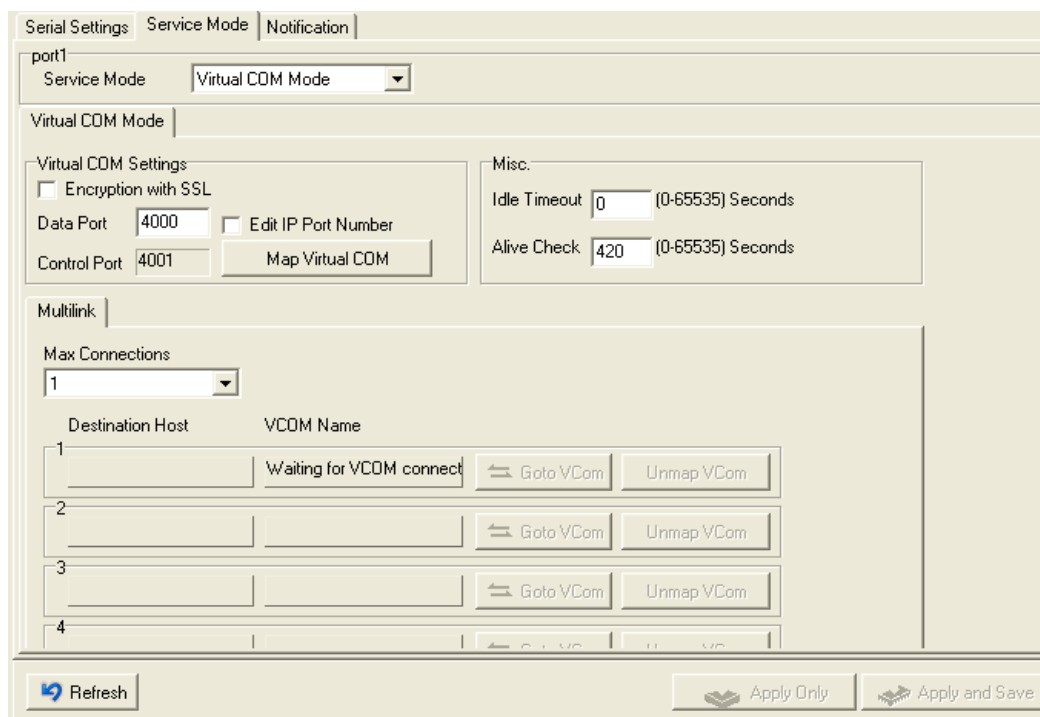 Serial Settings Service Mode Notification
port1
Service Mode Virtual COM Mode
Virtual COM Mode
Virtual COM Settings Misc.
Encryption with SSL
Idle Timeout 0 (0-65535) Seconds
Data Port 4000 Edit IP Port Number
Alive Check 420 (0-65535) Seconds
Control Port 4001 Map Virtual COM
Multilink
Max Connections
1
Destination Host VCOM Name
1
Waiting for VCOM connect Goto VCom Unmap VCom
2
Goto VCom Unmap VCom
3
Goto VCom Unmap VCom
4
Refresh Apply Only Apply and Save